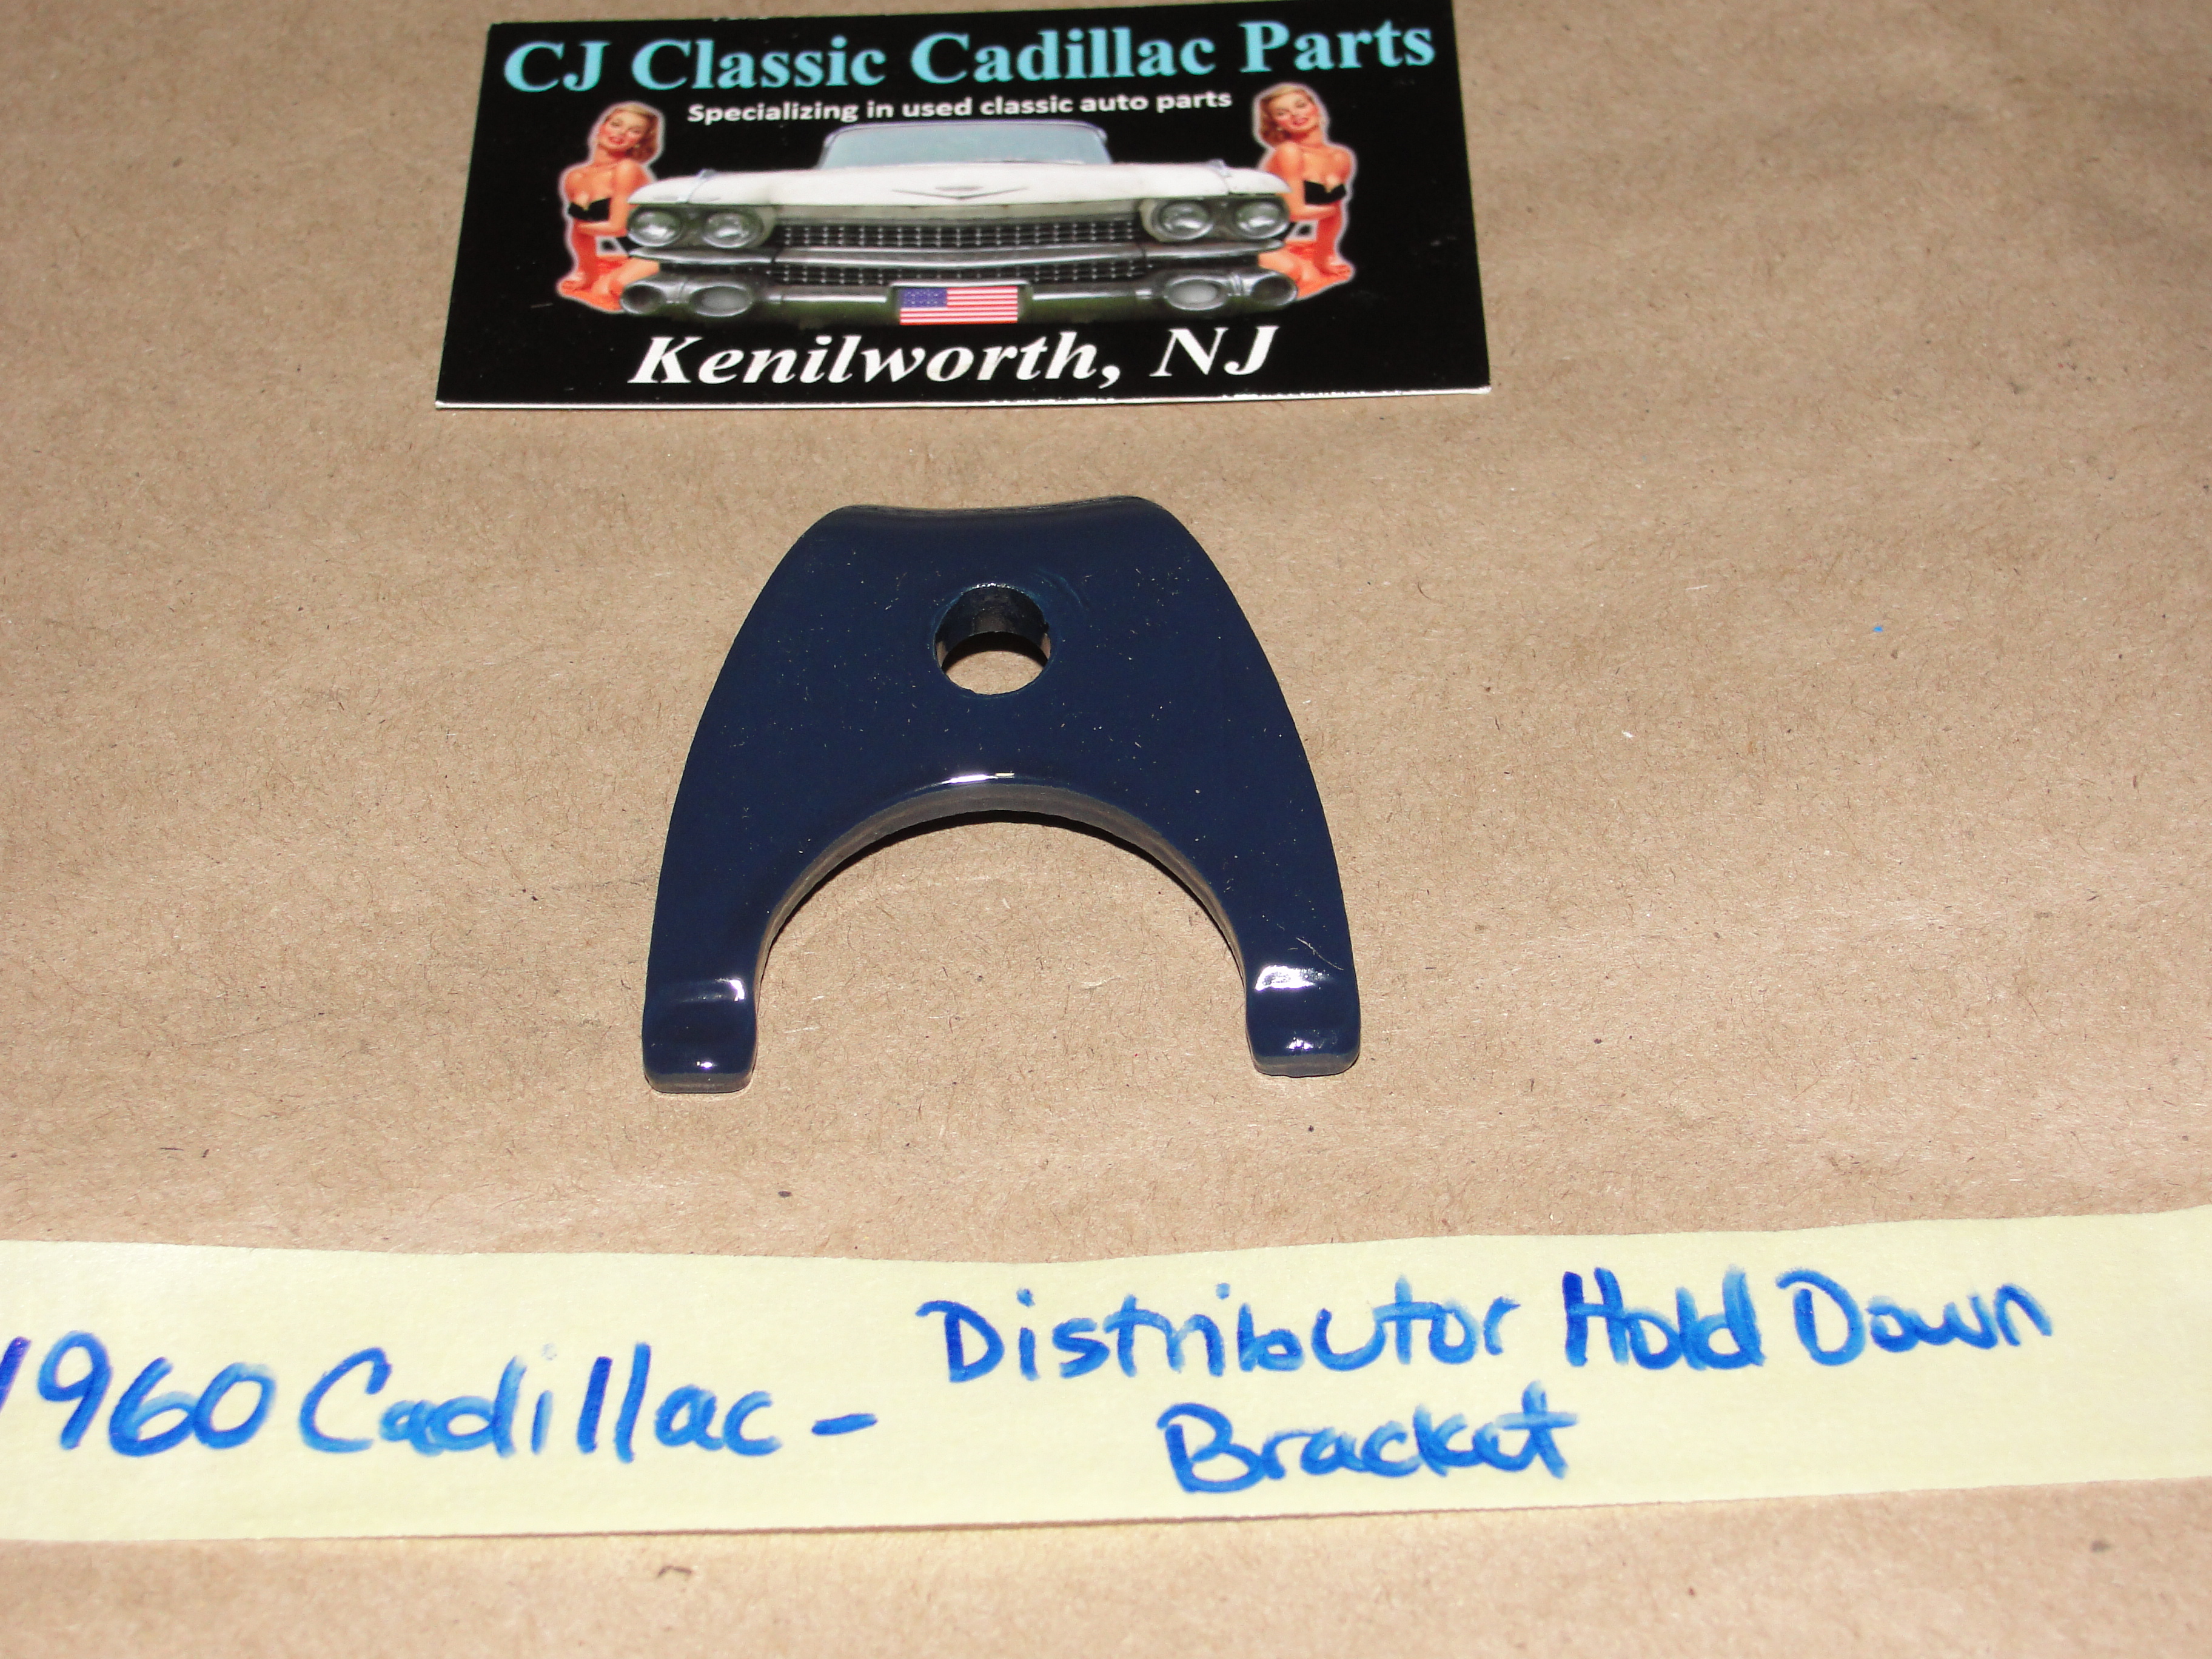 CJ Classic Cadillac Parts
Specializing in used classic auto parts
Kenilworth, NJ
1960 Cadillac - Distributor Hold Down
Bracket